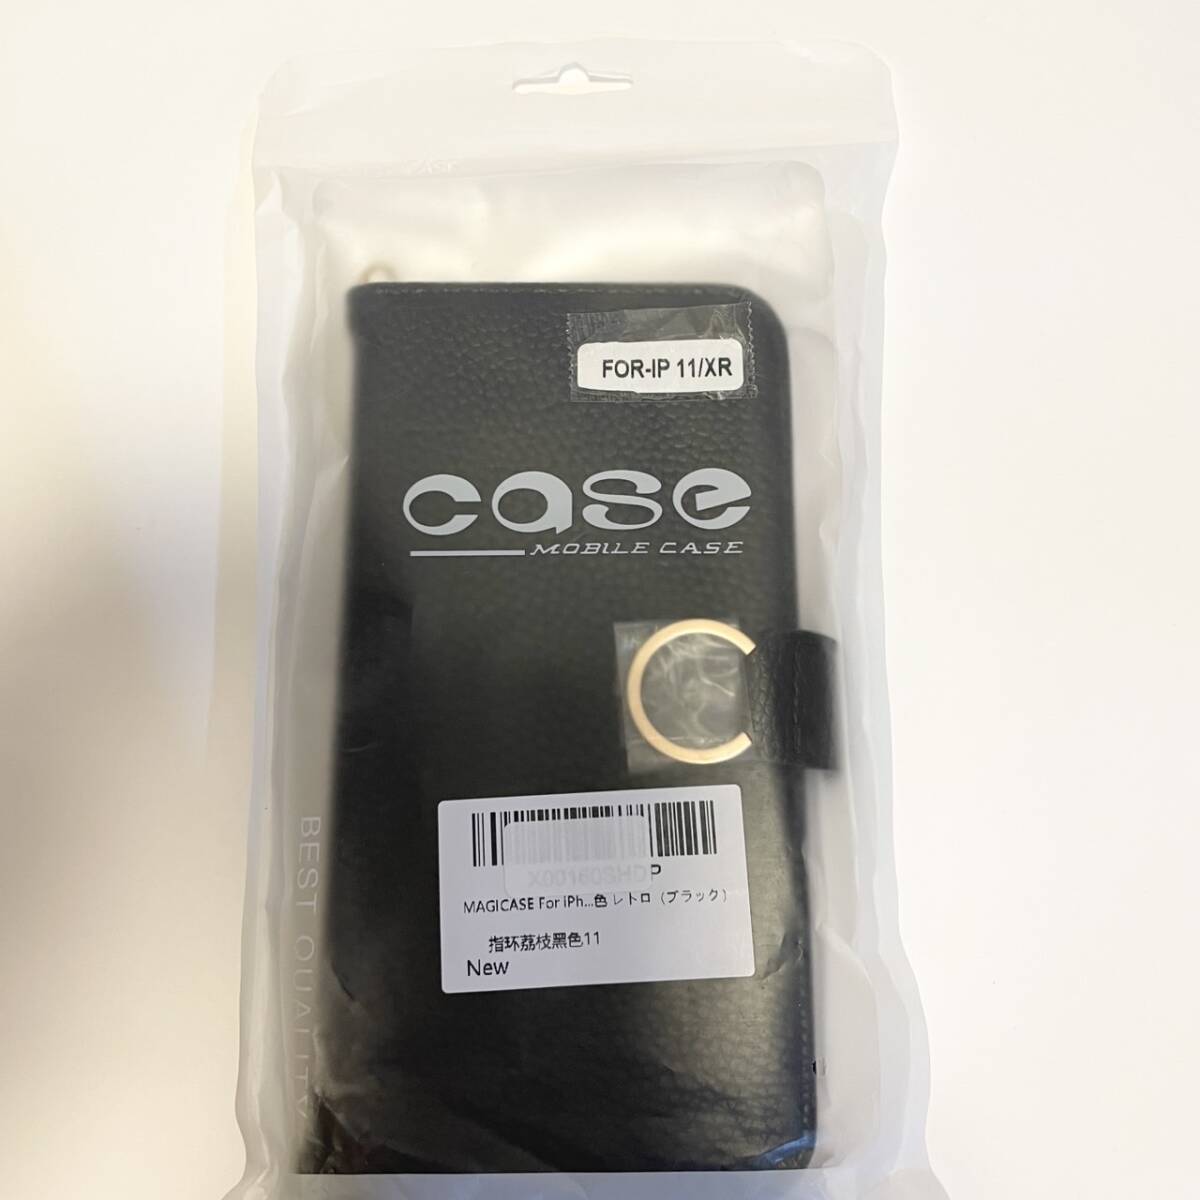 FOR-IP 11/XR
case
MOBILE CASE
X00160SHDP
MAGICASE For iPh...色 レトロ（ブラック）
指环荔枝黑色11
New
BEST QUALITY